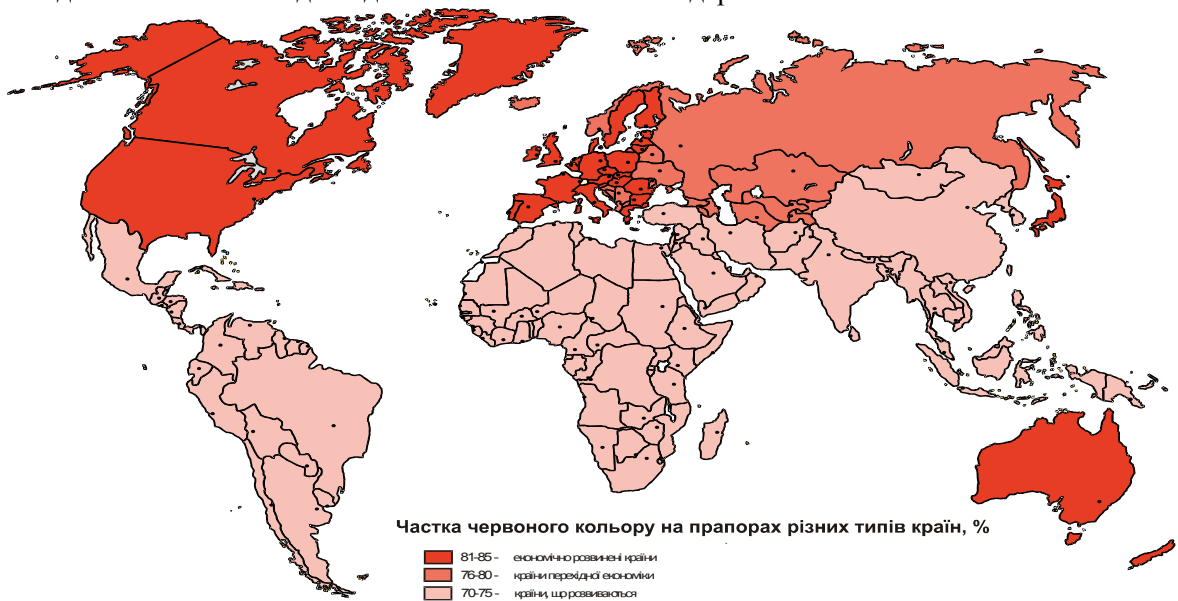 Частка червоного кольору на прапорах різних типів країн, %
81-85 - економічно розвинені країни
76-80 - країни перехідної економіки
70-75 - країни, що розвиваються